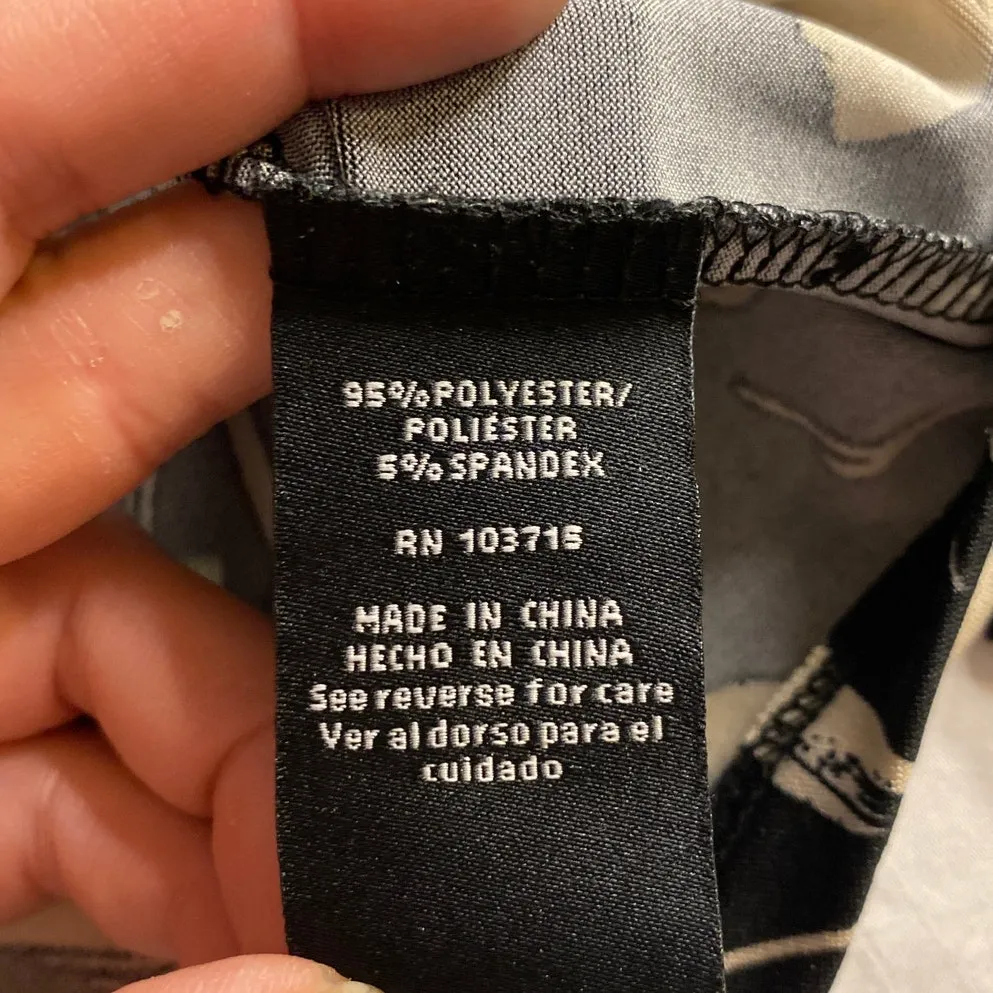 95% POLYESTER/
POLIÉSTER
5% SPANDEX
RN 103716
MADE IN CHINA
HECHO EN CHINA
See reverse for care
Ver al dorso para el
cuidado